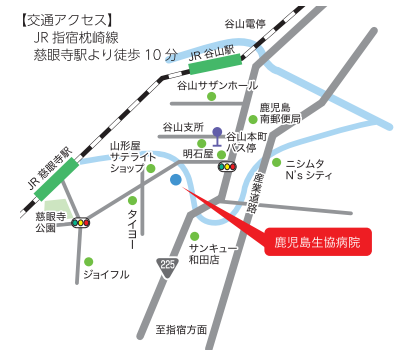 【交通アクセス】
JR 指宿枕崎線
慈眼寺駅より徒歩 10 分
谷山電停
JR 谷山駅
谷山サザンホール
鹿児島
南郵便局
谷山支所
谷山本町
バス停
明石屋
山形屋
サテライト
ショップ
JR 慈眼寺駅
ニシムタ
N'sシティ
産業道路
慈眼寺
公園
タイヨー
サンキュー
和田店
鹿児島生協病院
ジョイフル
225
至指宿方面